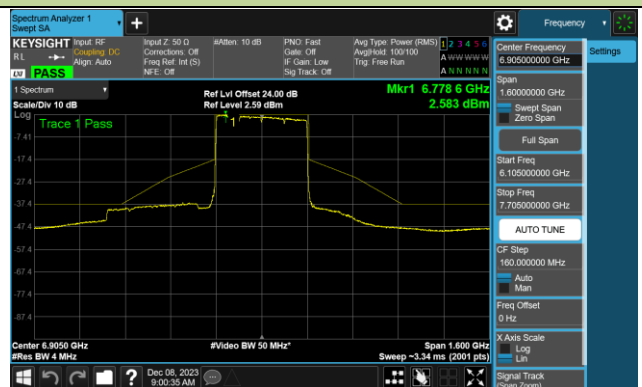 Spectrum Analyzer 1
Swept SA
Frequency
KEYSIGHT
RL
LXI PASS
Input: RF
Coupling: DC
Align: Auto
Input Z: 50 Ω
Corrections: Off
Freq Ref: Int (S)
NFE: Off
#Atten: 10 dB
PNO: Fast
Gate: Off
IF Gain: Low
Sig Track: Off
Avg Type: Power (RMS)
Avg|Hold: 100/100
Trig: Free Run
1 2 3 4 5 6
A W W W W W
A N N N N N
1 Spectrum
Scale/Div 10 dB
Log
Ref Lvl Offset 24.00 dB
Ref Level 2.59 dBm
Mkr1 6.778 6 GHz
2.583 dBm
Trace 1 Pass
1
-7.41
-17.4
-27.4
-37.4
-47.4
-57.4
-67.4
-77.4
-87.4
Center 6.9050 GHz
#Res BW 4 MHz
#Video BW 50 MHz*
Span 1.600 GHz
Sweep ~3.34 ms (2001 pts)
Center Frequency
6.905000000 GHz
Settings
Span
1.60000000 GHz
Swept Span
Zero Span
Full Span
Start Freq
6.105000000 GHz
Stop Freq
7.705000000 GHz
AUTO TUNE
CF Step
160.000000 MHz
Auto
Man
Freq Offset
0 Hz
X Axis Scale
Log
Lin
Signal Track
(Span Zoom)
?
Dec 08, 2023
9:00:35 AM